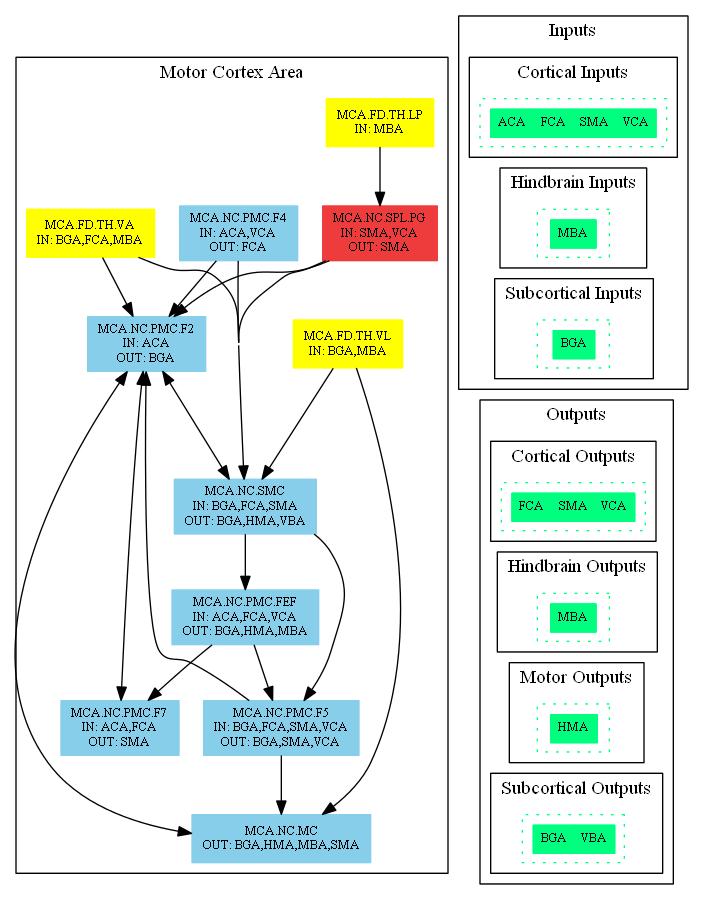 Motor Cortex Area
MCA.FD.TH.LP
IN: MBA
MCA.FD.TH.VA
IN: BGA,FCA,MBA
MCA.NC.PMC.F4
IN: ACA,VCA
OUT: FCA
MCA.NC.SPL.PG
IN: SMA,VCA
OUT: SMA
MCA.NC.PMC.F2
IN: ACA
OUT: BGA
MCA.FD.TH.VL
IN: BGA,MBA
MCA.NC.SMC
IN: BGA,FCA,SMA
OUT: BGA,HMA,VBA
MCA.NC.PMC.FEF
IN: ACA,FCA,VCA
OUT: BGA,HMA,MBA
MCA.NC.PMC.F7
IN: ACA,FCA
OUT: SMA
MCA.NC.PMC.F5
IN: BGA,FCA,SMA,VCA
OUT: BGA,SMA,VCA
MCA.NC.MC
OUT: BGA,HMA,MBA,SMA
Inputs
Cortical Inputs
ACA FCA SMA VCA
Hindbrain Inputs
MBA
Subcortical Inputs
BGA
Outputs
Cortical Outputs
FCA SMA VCA
Hindbrain Outputs
MBA
Motor Outputs
HMA
Subcortical Outputs
BGA VBA